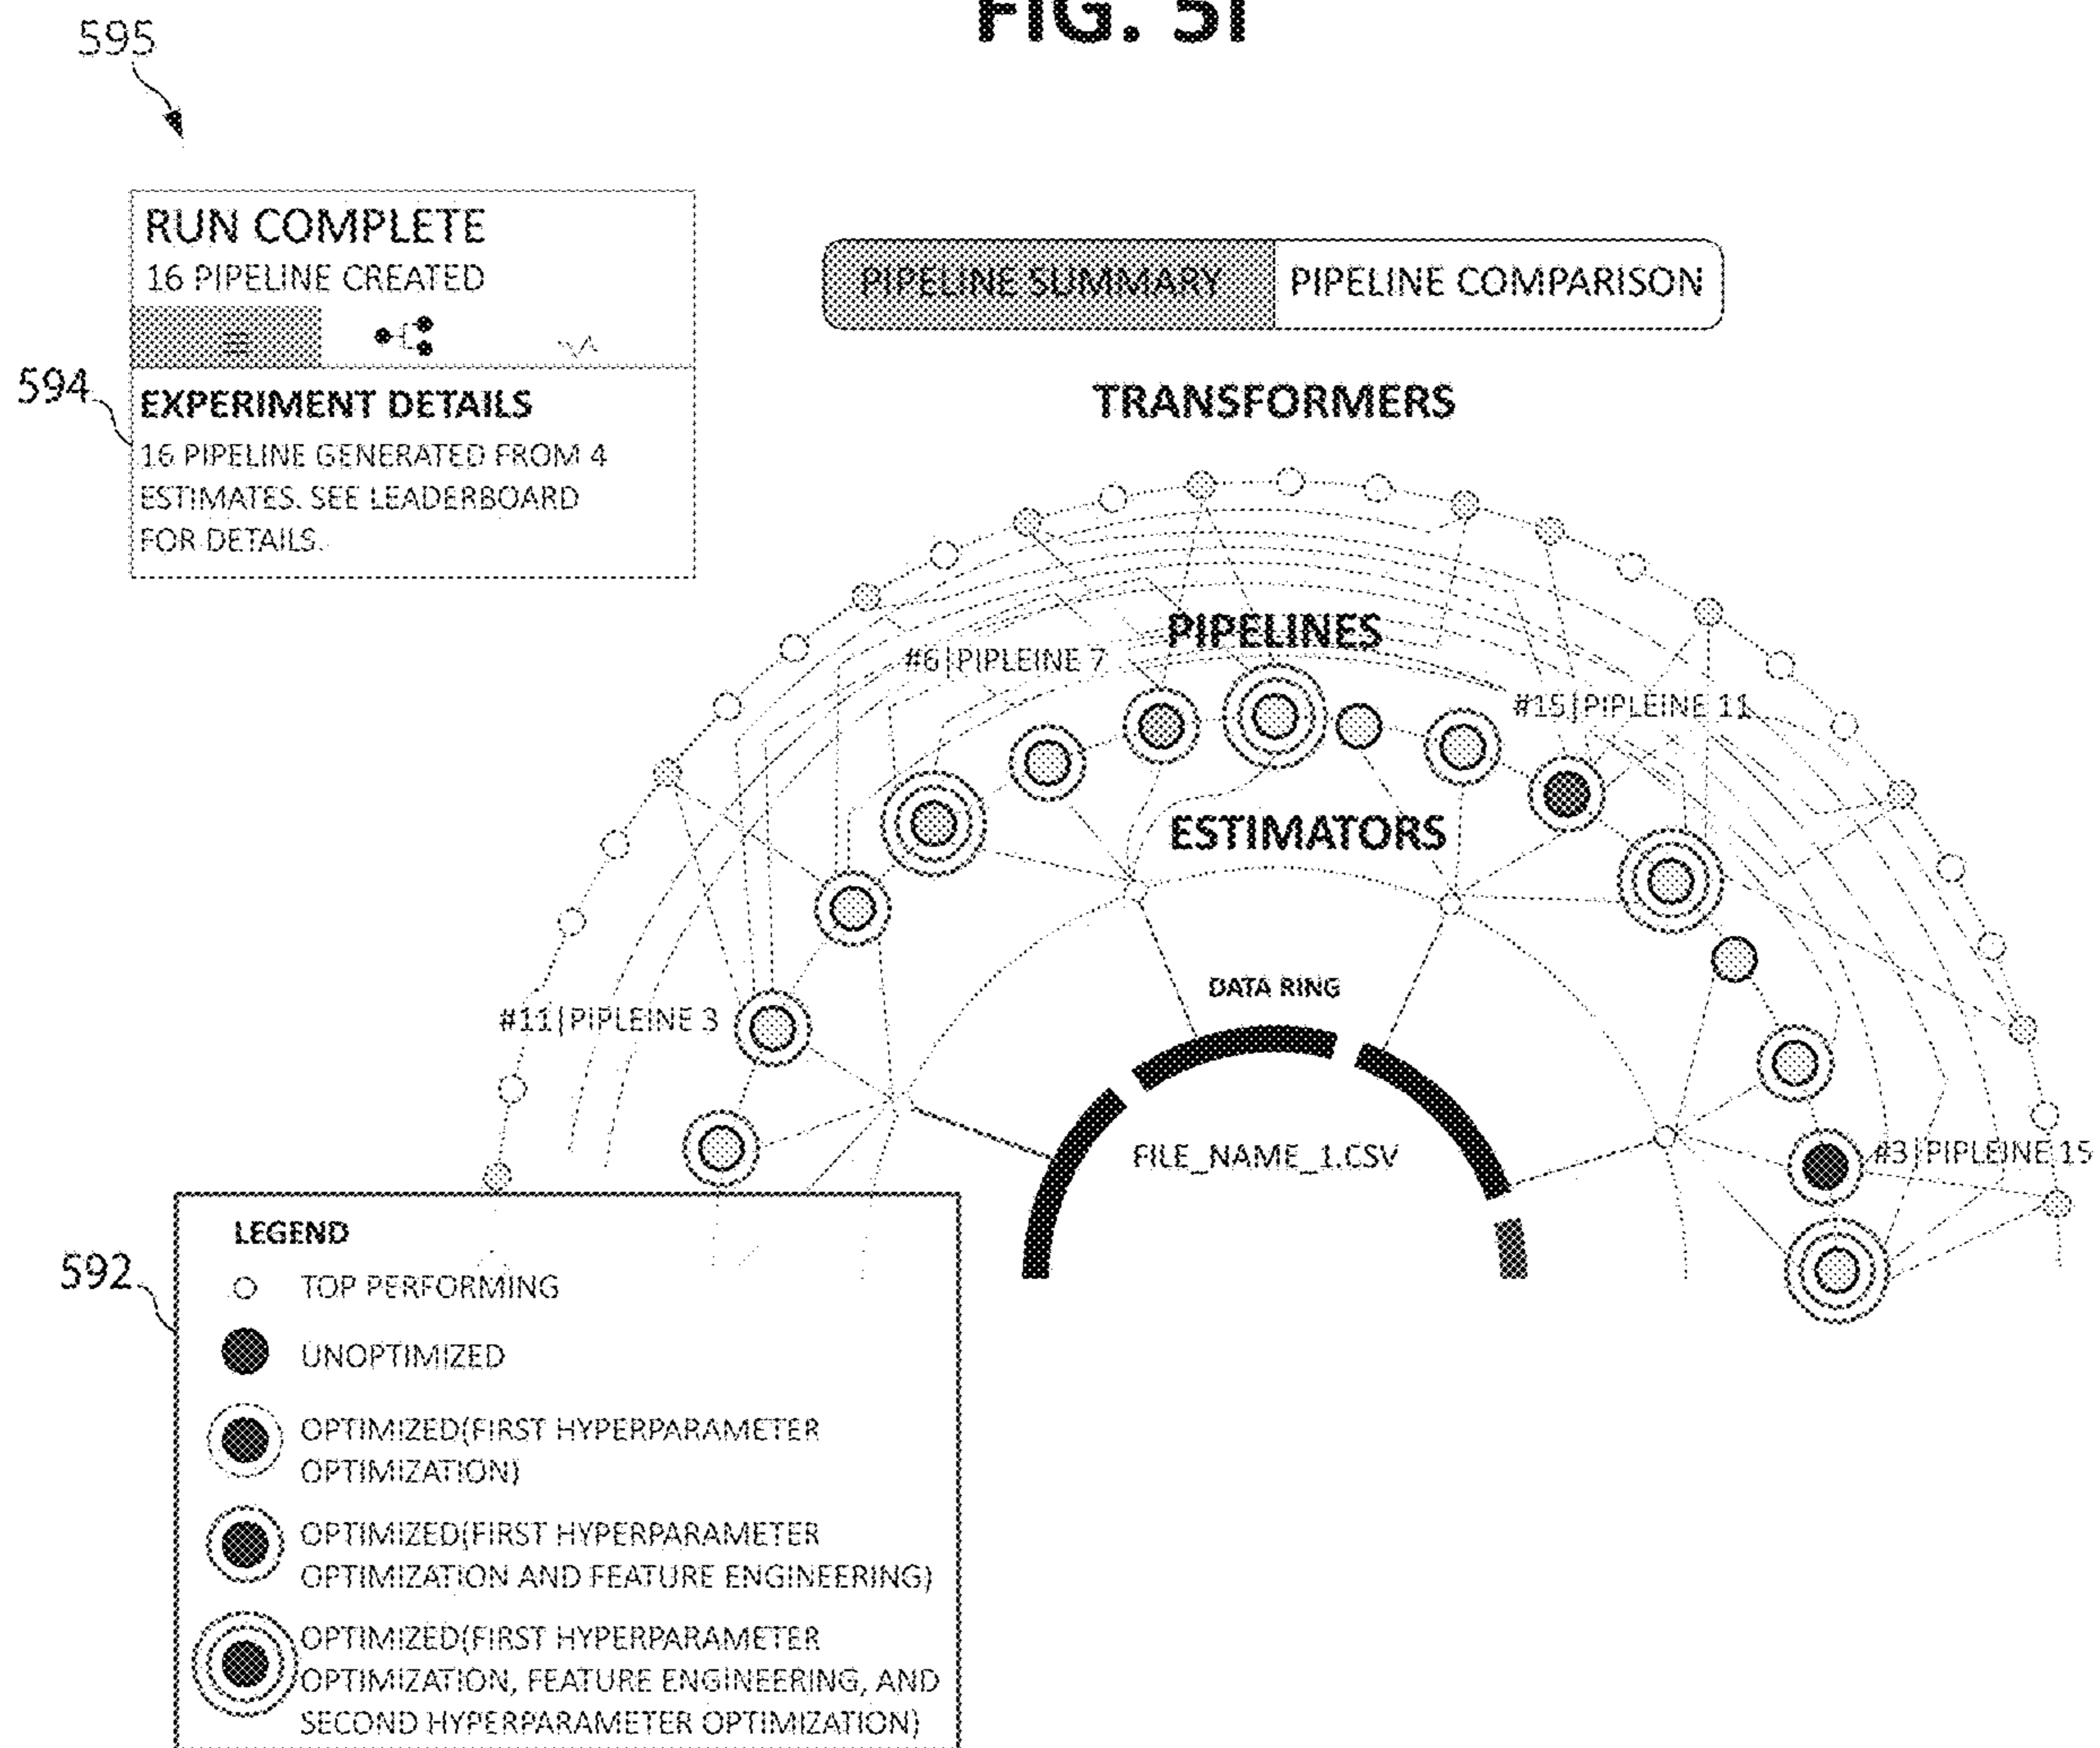 FIG. 5I
595
RUN COMPLETE
16 PIPELINE CREATED
PIPELINE SUMMARY
PIPELINE COMPARISON
594
EXPERIMENT DETAILS
16 PIPELINE GENERATED FROM 4
ESTIMATES. SEE LEADERBOARD
FOR DETAILS.
TRANSFORMERS
PIPELINES
#6|PIPLEINE 7
#15|PIPLEINE 11
ESTIMATORS
DATA RING
#11|PIPLEINE 3
FILE_NAME_1.CSV
#3|PIPLEINE 15
592
LEGEND
TOP PERFORMING
UNOPTIMIZED
OPTIMIZED(FIRST HYPERPARAMETER
OPTIMIZATION)
OPTIMIZED(FIRST HYPERPARAMETER
OPTIMIZATION AND FEATURE ENGINEERING)
OPTIMIZED(FIRST HYPERPARAMETER
OPTIMIZATION, FEATURE ENGINEERING, AND
SECOND HYPERPARAMETER OPTIMIZATION)